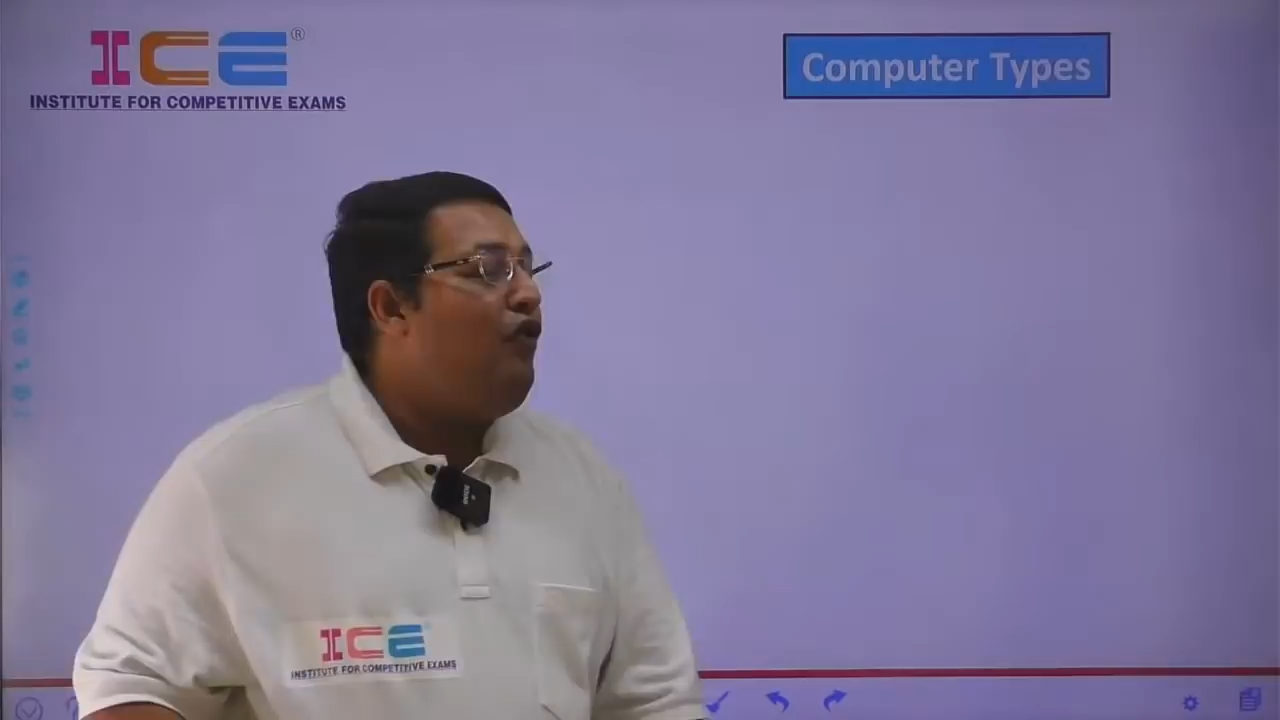 ICE®
INSTITUTE FOR COMPETITIVE EXAMS
Computer Types
ICE
INSTITUTE FOR COMPETITIVE EXAMS